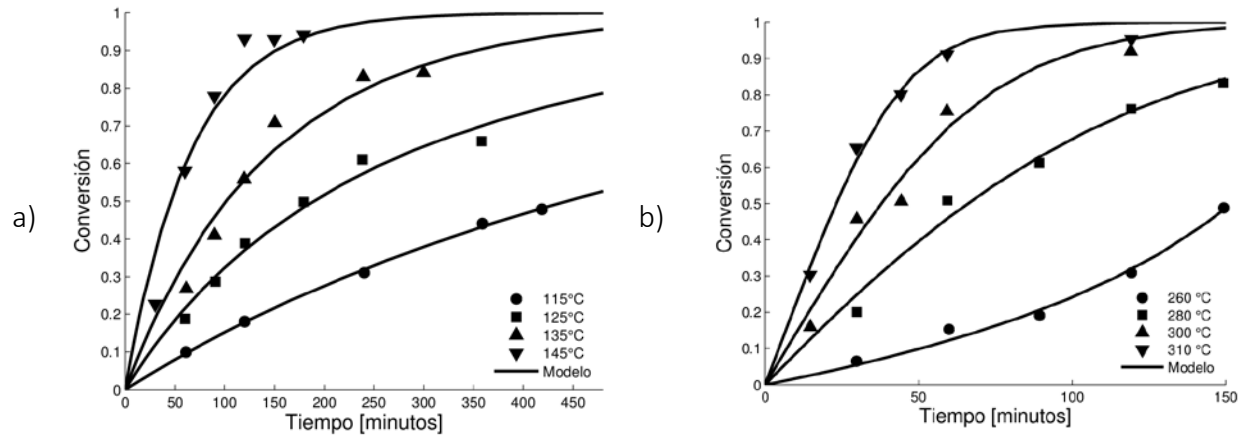 a)
Conversión
1
0.9
0.8
0.7
0.6
0.5
0.4
0.3
0.2
0.1
0
0 50 100 150 200 250 300 350 400 450
Tiempo [minutos]
115°C
125°C
135°C
145°C
Modelo
b)
Conversión
1
0.9
0.8
0.7
0.6
0.5
0.4
0.3
0.2
0.1
0
0 50 100 150
Tiempo [minutos]
260 °C
280 °C
300 °C
310 °C
Modelo